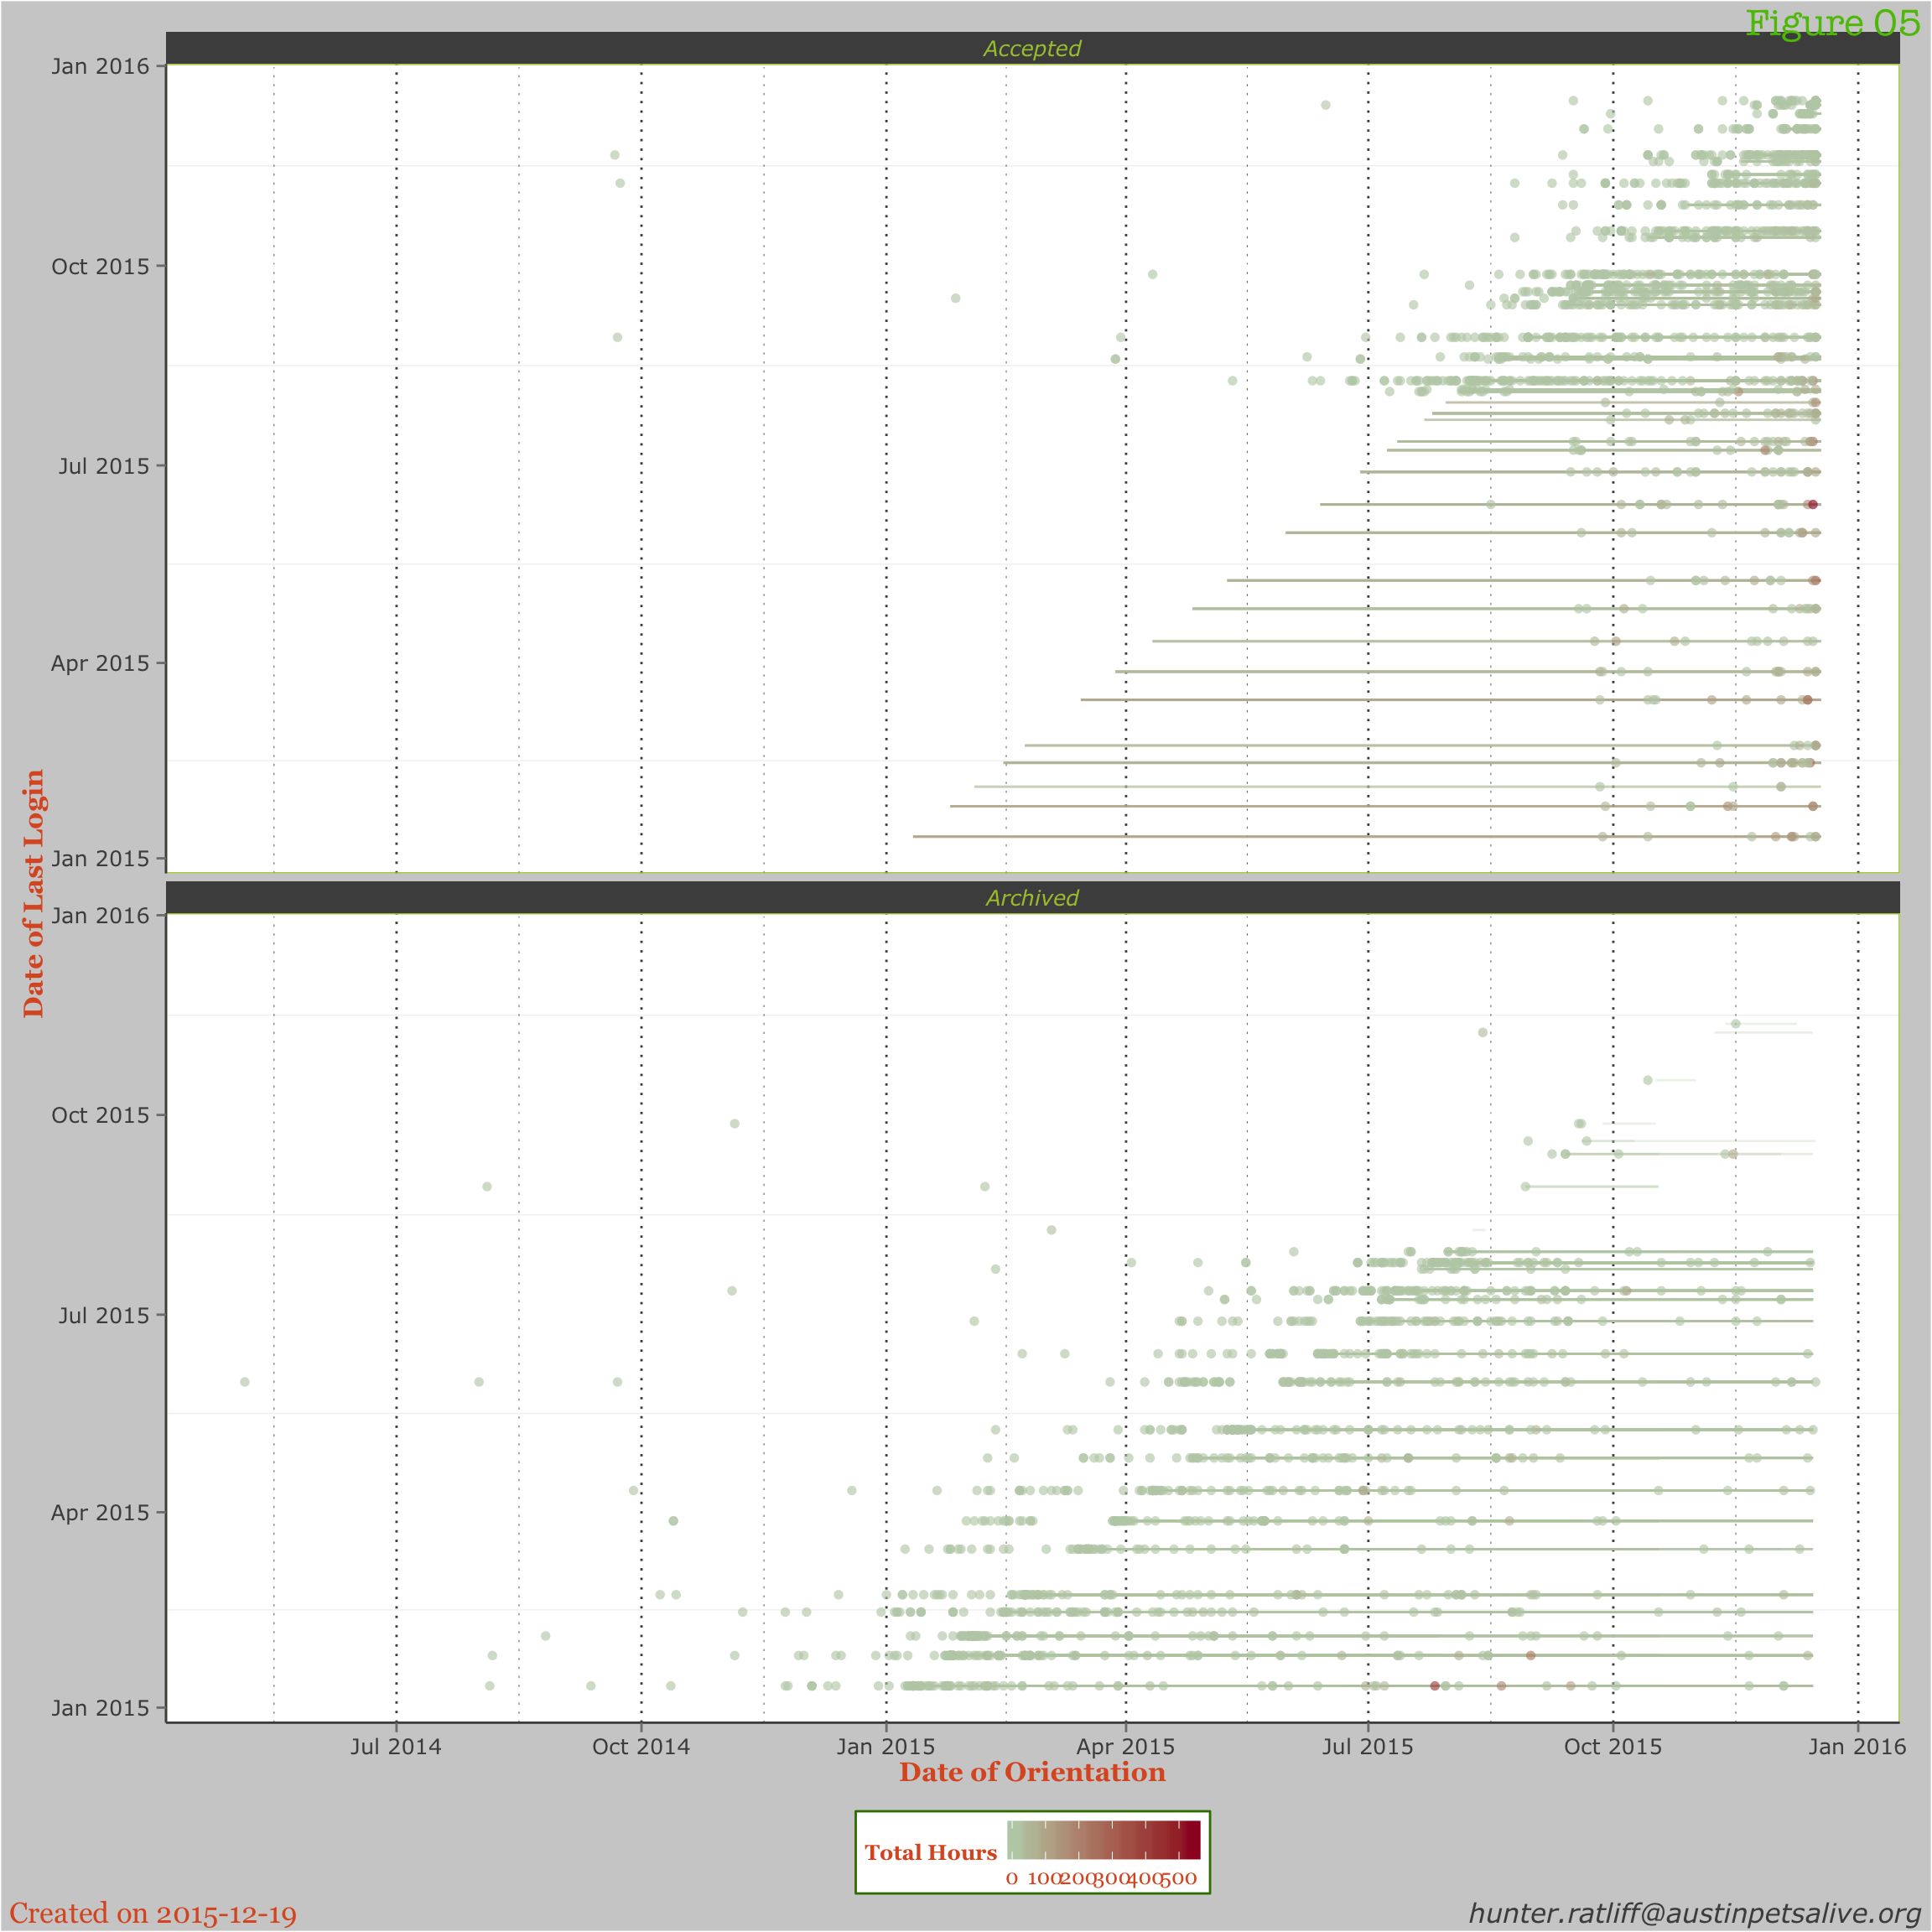 Figure 05
Accepted
Jan 2016
Oct 2015
Jul 2015
Apr 2015
Jan 2015
Date of Last Login
Archived
Jan 2016
Oct 2015
Jul 2015
Apr 2015
Jan 2015
Jul 2014 Oct 2014 Jan 2015 Apr 2015 Jul 2015 Oct 2015 Jan 2016
Date of Orientation
Total Hours
0 100 200 300 400 500
Created on 2015-12-19
hunter.ratliff@austinpetsalive.org